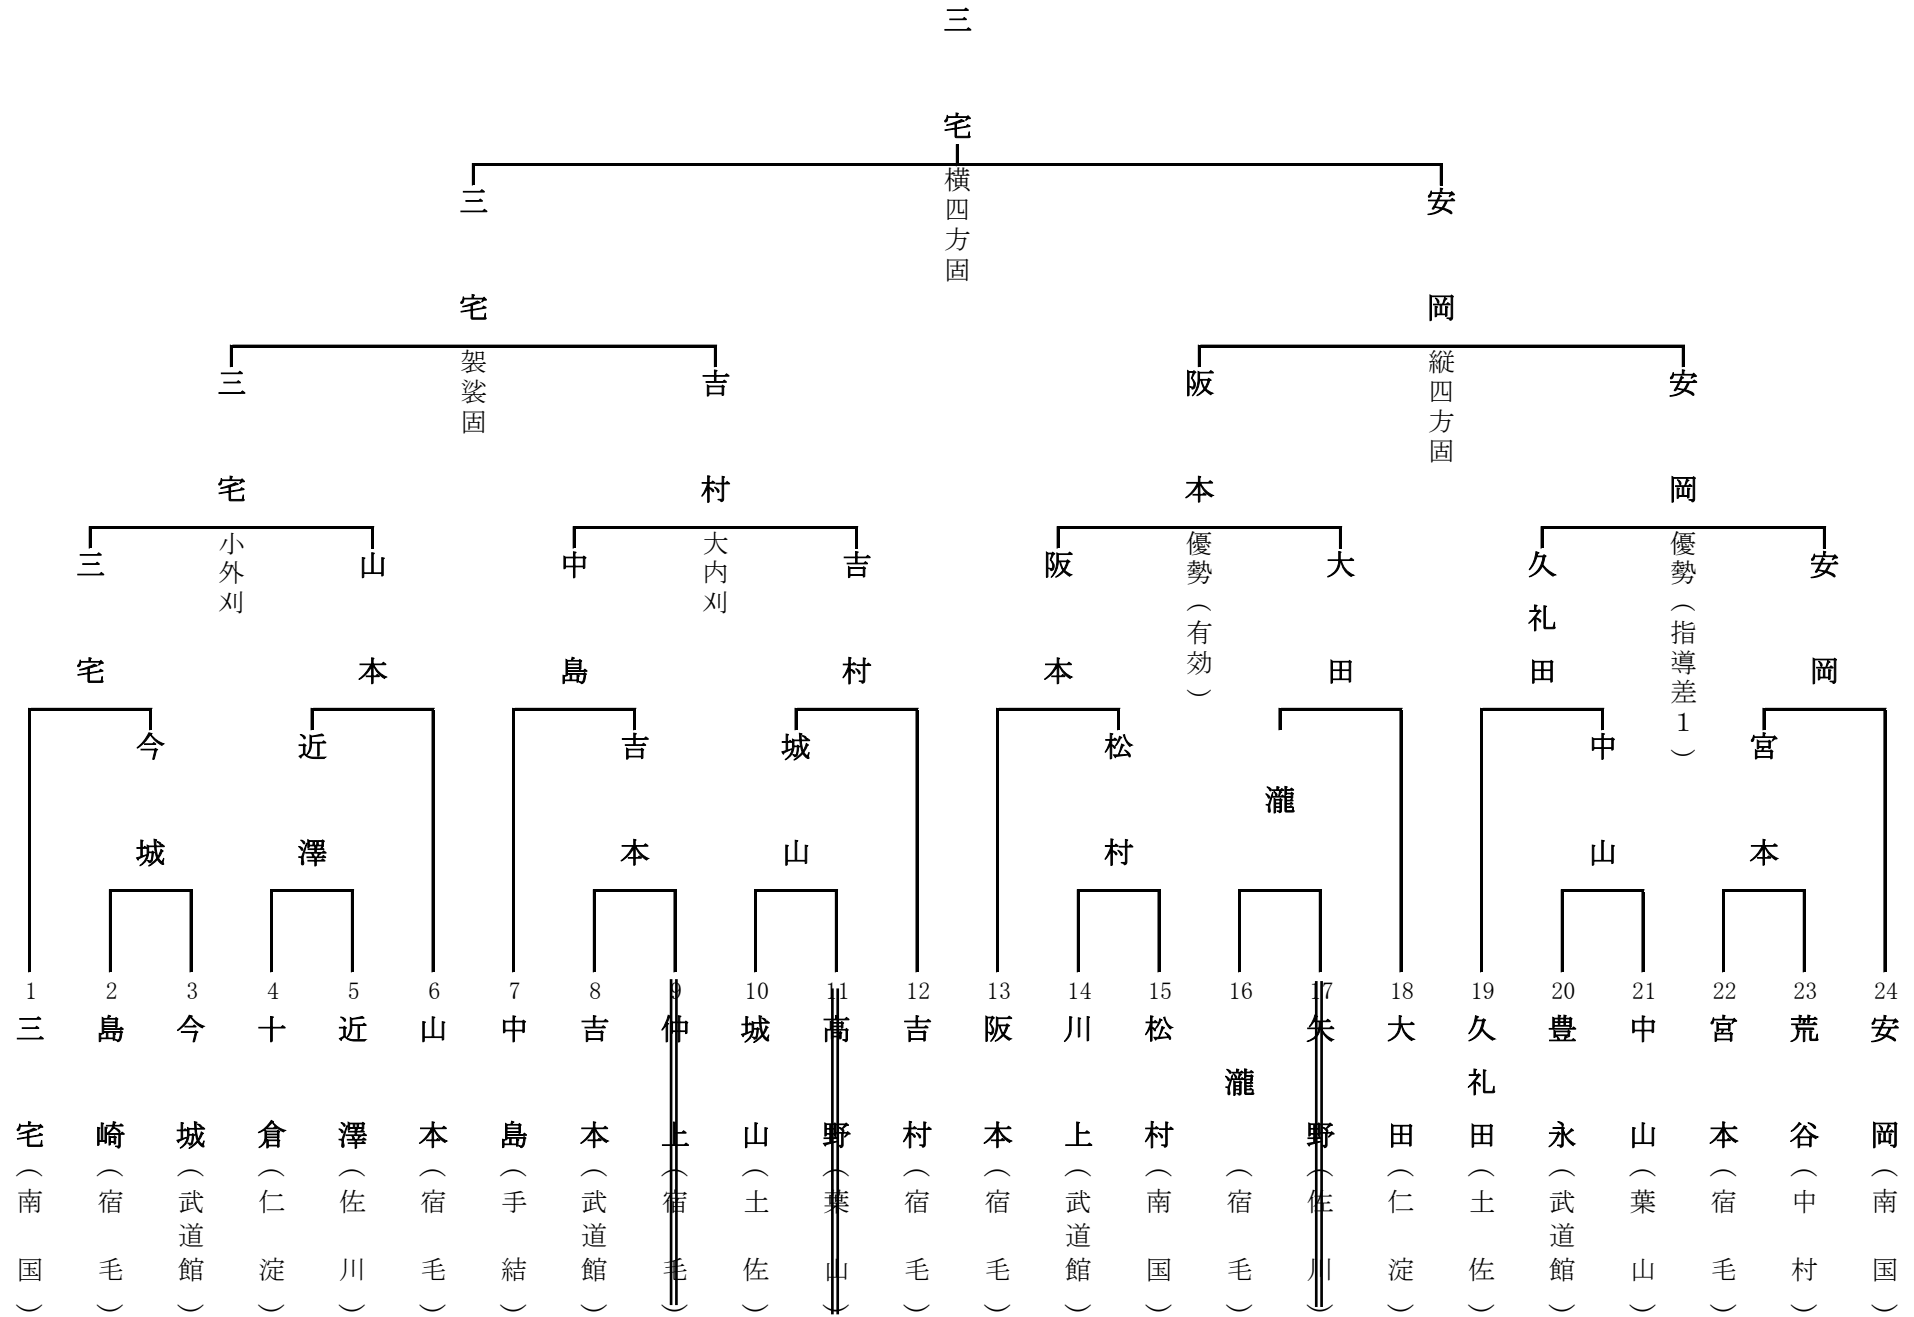 三宅
横四方固
三宅
安岡
袈裟固
縦四方固
三宅
吉村
阪本
安岡
小外刈
大内刈
優勢（有効）
優勢（指導差１）
三宅
山本
中島
吉村
阪本
大田
久礼田
安岡
今城
近澤
吉本
城山
松村
瀧
中山
宮本
1 三宅（南国）
2 島崎（宿毛）
3 今城（武道館）
4 十倉（仁淀）
5 近澤（佐川）
6 山本（宿毛）
7 中島（手結）
8 吉本（武道館）
9 仲上（宿毛）
10 城山（土佐）
11 高野（葉山）
12 吉村（宿毛）
13 阪本（宿毛）
14 川上（武道館）
15 松村（南国）
16 瀧（宿毛）
17 矢野（佐川）
18 大田（仁淀）
19 久礼田（土佐）
20 豊永（武道館）
21 中山（葉山）
22 宮本（宿毛）
23 荒谷（中村）
24 安岡（南国）